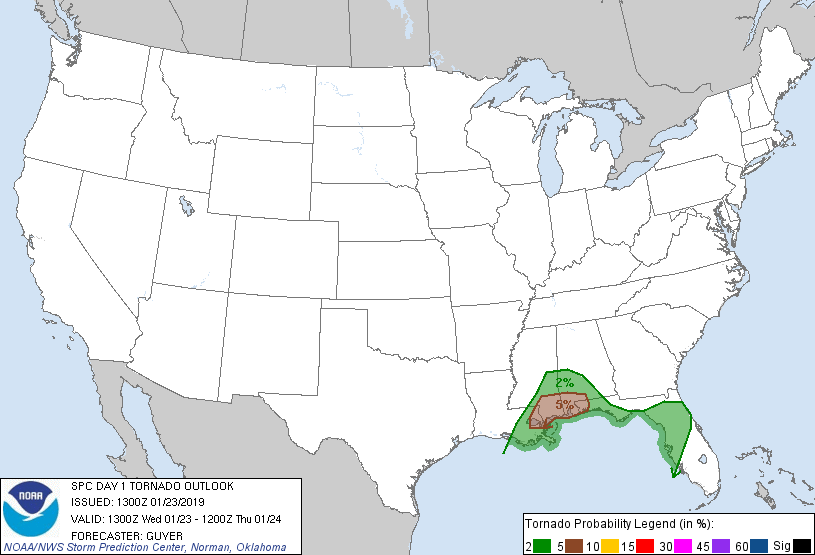 2%
5%
NOAA
SPC DAY 1 TORNADO OUTLOOK
ISSUED: 1300Z 01/23/2019
VALID: 1300Z Wed 01/23 - 1200Z Thu 01/24
FORECASTER: GUYER
NOAA/NWS Storm Prediction Center, Norman, Oklahoma
Tornado Probability Legend (in %):
2 5 10 15 30 45 60 Sig